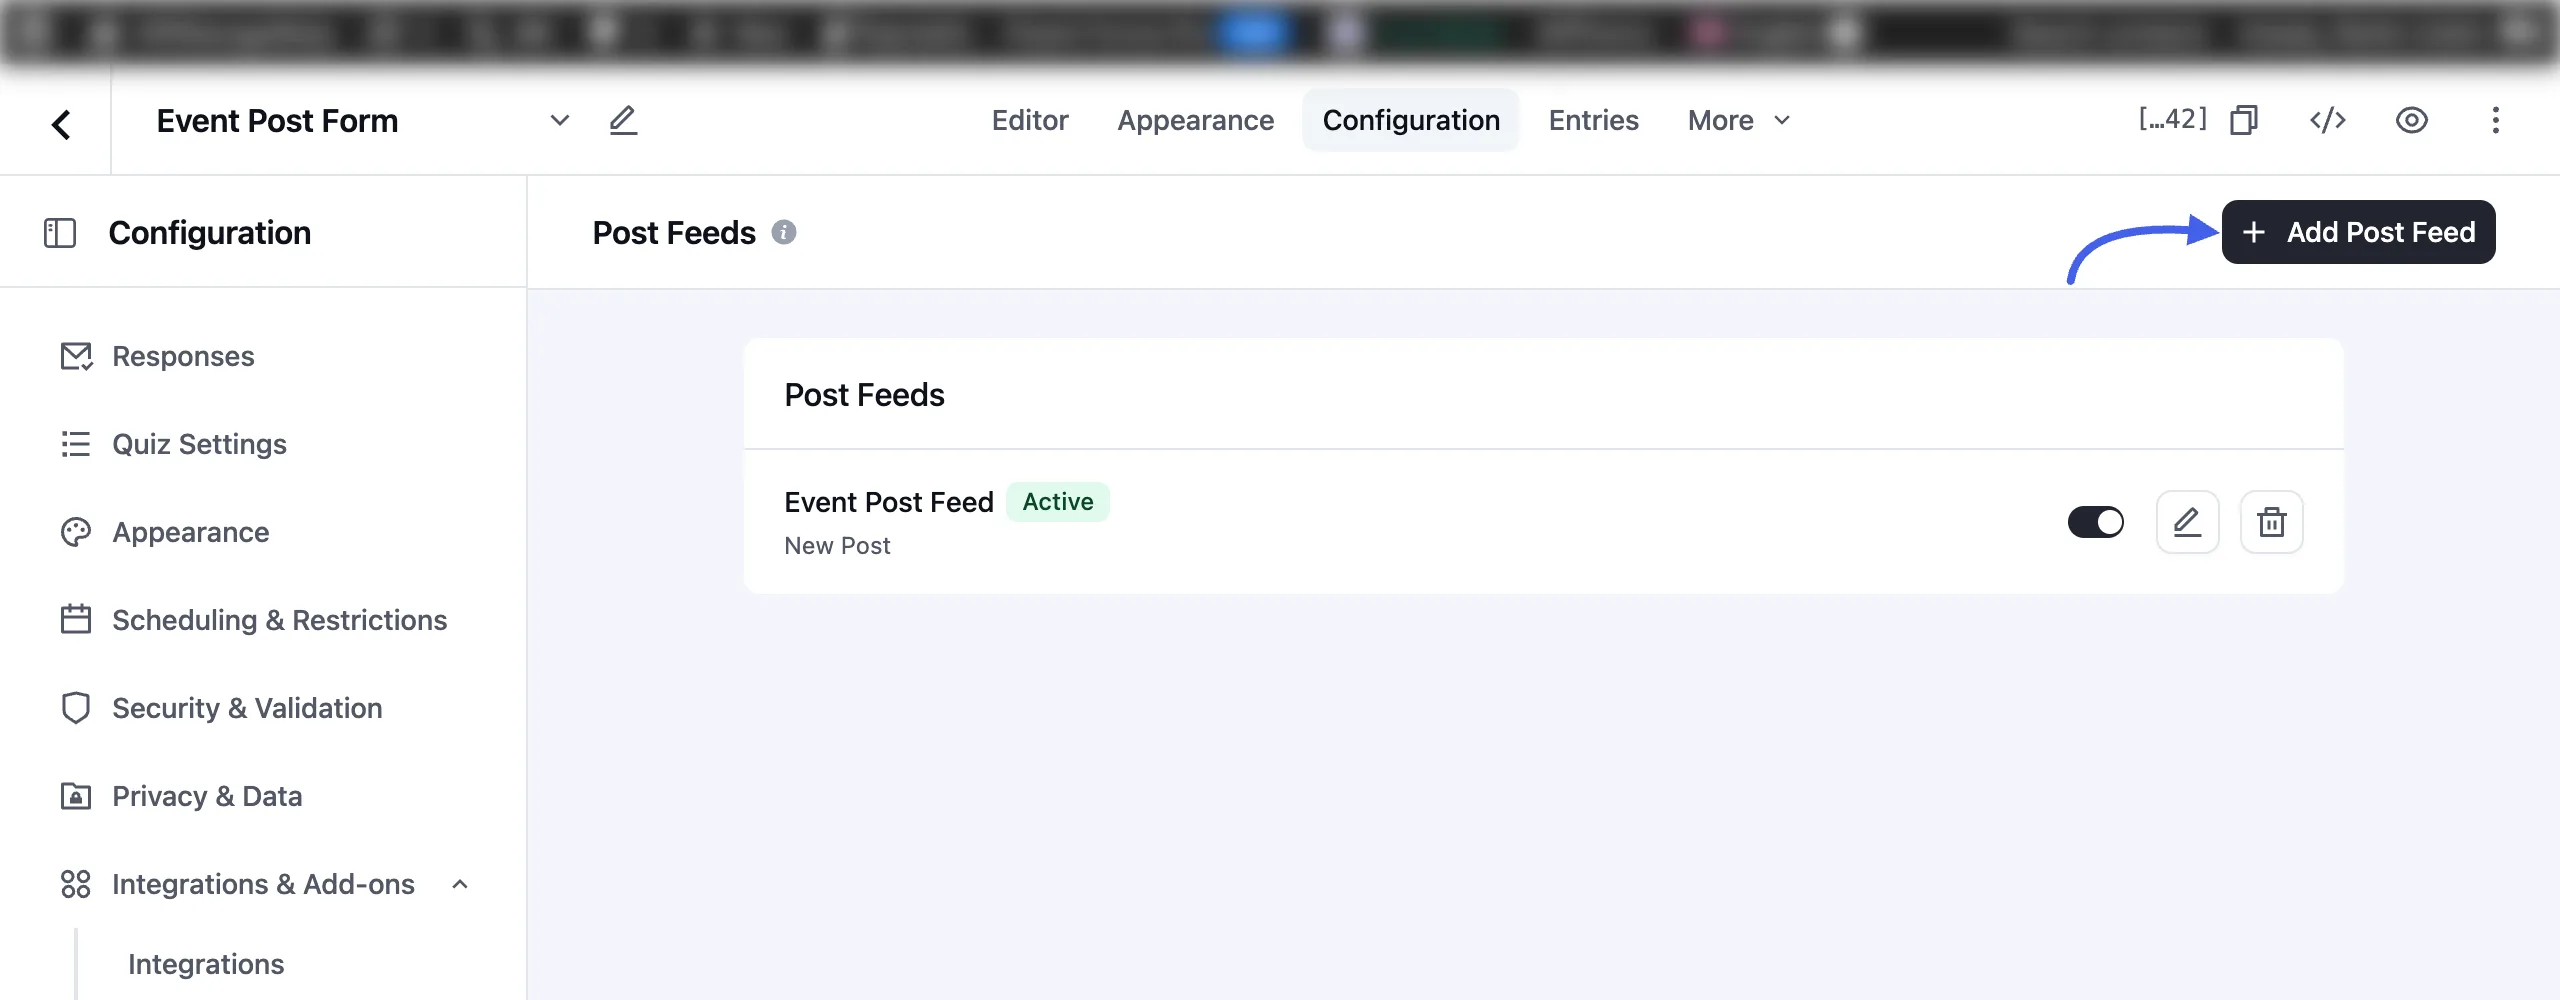 Event Post Form
Editor Appearance Configuration Entries More
[...42]
Configuration
Post Feeds
+ Add Post Feed
Responses
Quiz Settings
Appearance
Scheduling & Restrictions
Security & Validation
Privacy & Data
Integrations & Add-ons
Integrations
Post Feeds
Event Post Feed Active
New Post